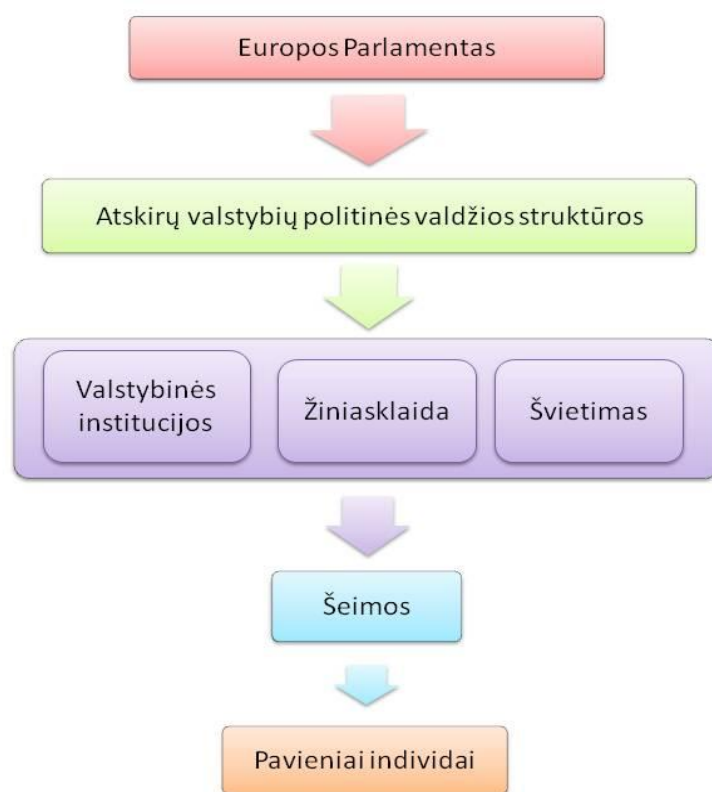 Europos Parlamentas
Atskirų valstybių politinės valdžios struktūros
Valstybinės
institucijos
Žiniasklaida
Švietimas
Šeimos
Pavieniai individai